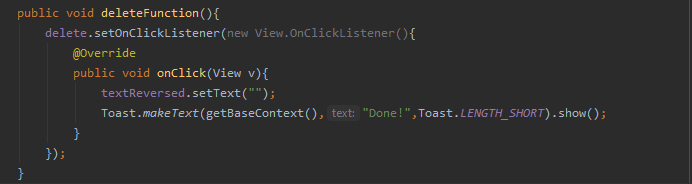 public void deleteFunction(){
delete.setOnClickListener(new View.OnClickListener(){
@Override
public void onClick(View v){
textReversed.setText("");
Toast.makeText(getBaseContext(), text: "Done!",Toast.LENGTH_SHORT).show();
}
});
}